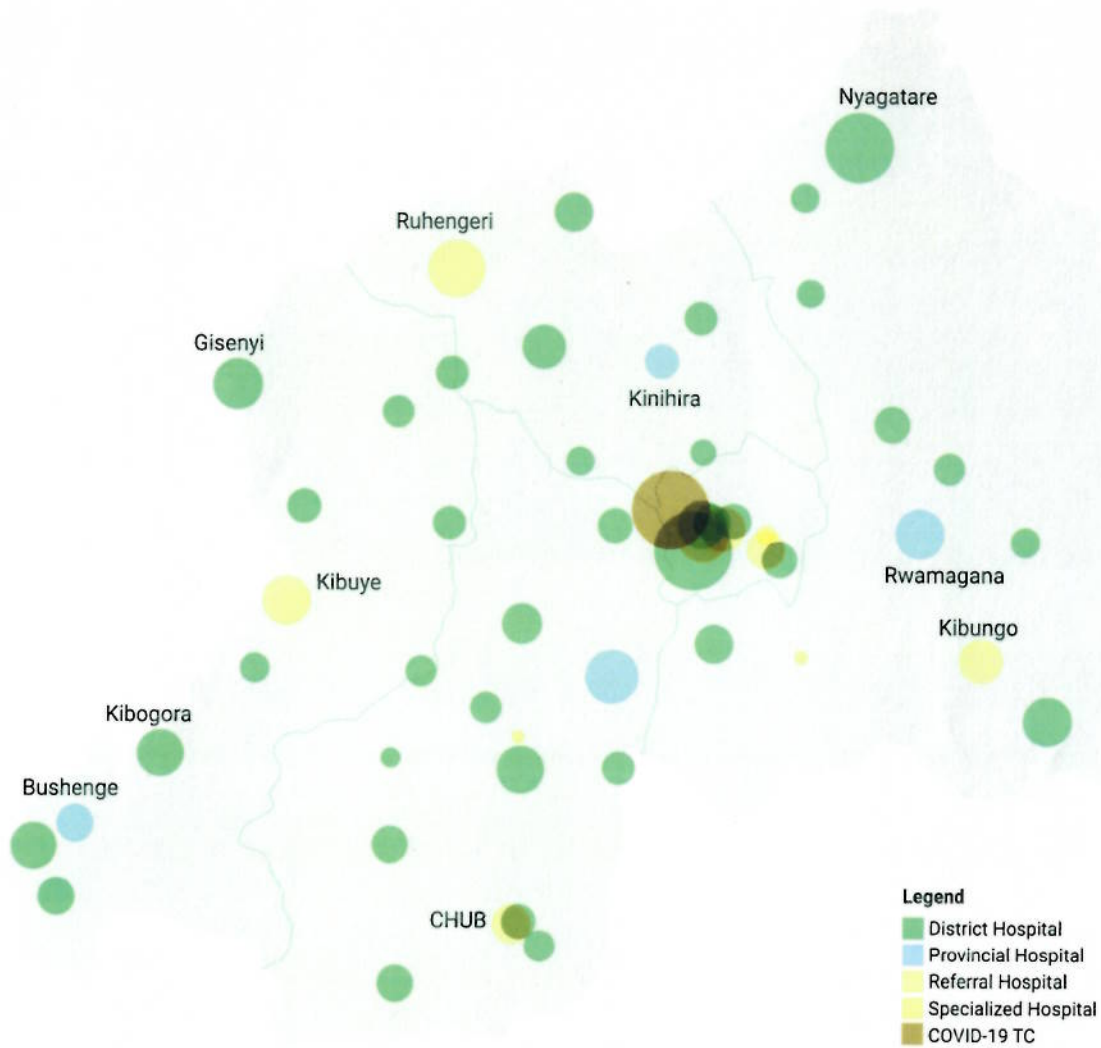 Nyagatare
Ruhengeri
Gisenyi
Kinihira
Rwamagana
Kibuye
Kibungo
Kibogora
Bushenge
CHUB
Legend
District Hospital
Provincial Hospital
Referral Hospital
Specialized Hospital
COVID-19 TC